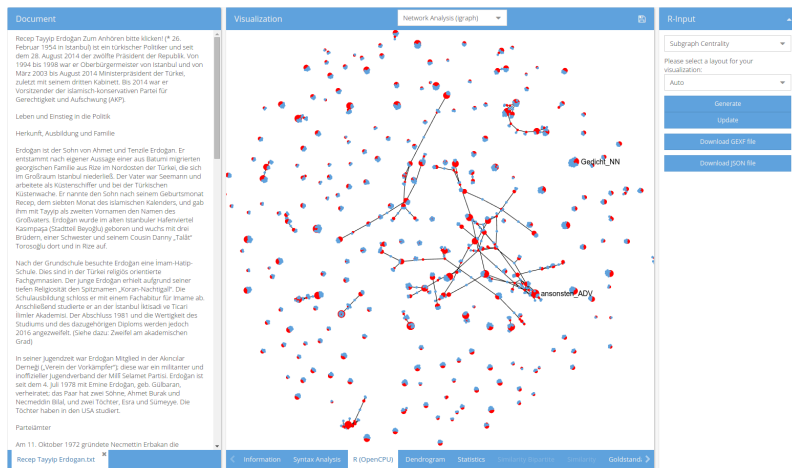 Document
Recep Tayyip Erdoğan Zum Anhören bitte klicken! (* 26.
Februar 1954 in Istanbul) ist ein türkischer Politiker und seit
dem 28. August 2014 der zwölfte Präsident der Republik. Von
1994 bis 1998 war er Oberbürgermeister von Istanbul und von
März 2003 bis August 2014 Ministerpräsident der Türkei,
zuletzt mit seinem dritten Kabinett. Bis 2014 war er
Vorsitzender der islamisch-konservativen Partei für
Gerechtigkeit und Aufschwung (AKP).
Leben und Einstieg in die Politik
Herkunft, Ausbildung und Familie
Erdoğan ist der Sohn von Ahmet und Tenzile Erdoğan. Er
entstammt nach eigener Aussage einer aus Batumi migrierten
georgischen Familie aus Rize im Nordosten der Türkei, die sich
im Großraum Istanbul niederließ. Der Vater war Seemann und
arbeitete als Küstenschiffer und bei der Türkischen
Küstenwache. Er nannte den Sohn nach seinem Geburtsmonat
Recep, dem siebten Monat des islamischen Kalenders, und gab
ihm mit Tayyip als zweiten Vornamen den Namen des
Großvaters. Erdoğan wurde im alten Istanbuler Hafenviertel
Kasımpaşa (Stadtteil Beyoğlu) geboren und wuchs mit drei
Brüdern, einer Schwester und seinem Cousin Danny „Talât“
Torosoğlu dort und in Rize auf.
Nach der Grundschule besuchte Erdoğan eine Imam-Hatip-
Schule. Dies sind in der Türkei religiös orientierte
Fachgymnasien. Der junge Erdoğan erhielt aufgrund seiner
tiefen Religiosität den Spitznamen „Koran-Nachtigall“. Die
Schulausbildung schloss er mit einem Fachabitur für Imame ab.
Anschließend studierte er an der İstanbul İktisadi ve Ticari
İlimler Akademisi. Der Abschluss 1981 und die Wertigkeit des
Studiums und des dazugehörigen Diploms werden jedoch
2016 angezweifelt. (Siehe dazu: Zweifel am akademischen
Grad)
In seiner Jugendzeit war Erdoğan Mitglied in der Akıncılar
Derneği („Verein der Vorkämpfer“); diese war ein militanter und
inoffizieller Jugendverband der Millî Selamet Partisi. Erdoğan ist
seit dem 4. Juli 1978 mit Emine Erdoğan, geb. Gülbaran,
verheiratet; das Paar hat zwei Söhne, Ahmet Burak und
Necmeddin Bilal, und zwei Töchter, Esra und Sümeyye. Die
Töchter haben in den USA studiert.
Parteiämter
Am 11. Oktober 1972 gründete Necmettin Erbakan die
Recep Tayyip Erdogan.txt
Visualization
Network Analysis (igraph)
Gedicht_NN
ansonsten_ADV
Information
Syntax Analysis
R (OpenCPU)
Dendrogram
Statistics
Goldstand
R-Input
Subgraph Centrality
Please select a layout for your
visualization:
Auto
Generate
Update
Download GEXF file
Download JSON file